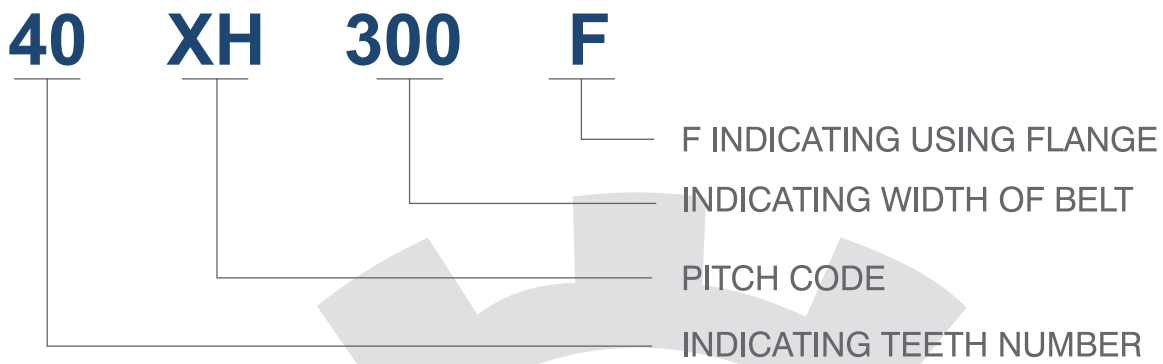 40 XH 300 F
F INDICATING USING FLANGE
INDICATING WIDTH OF BELT
PITCH CODE
INDICATING TEETH NUMBER